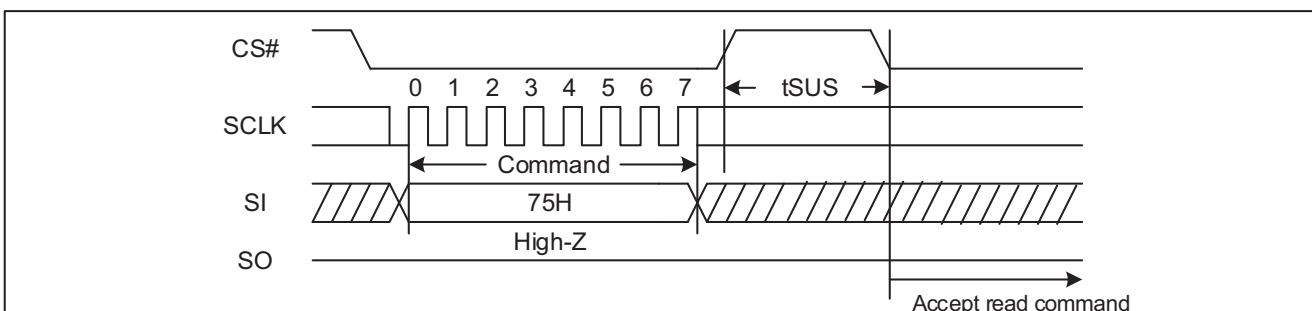 CS#
0 1 2 3 4 5 6 7
tSUS
SCLK
Command
SI
75H
High-Z
SO
Accept read command